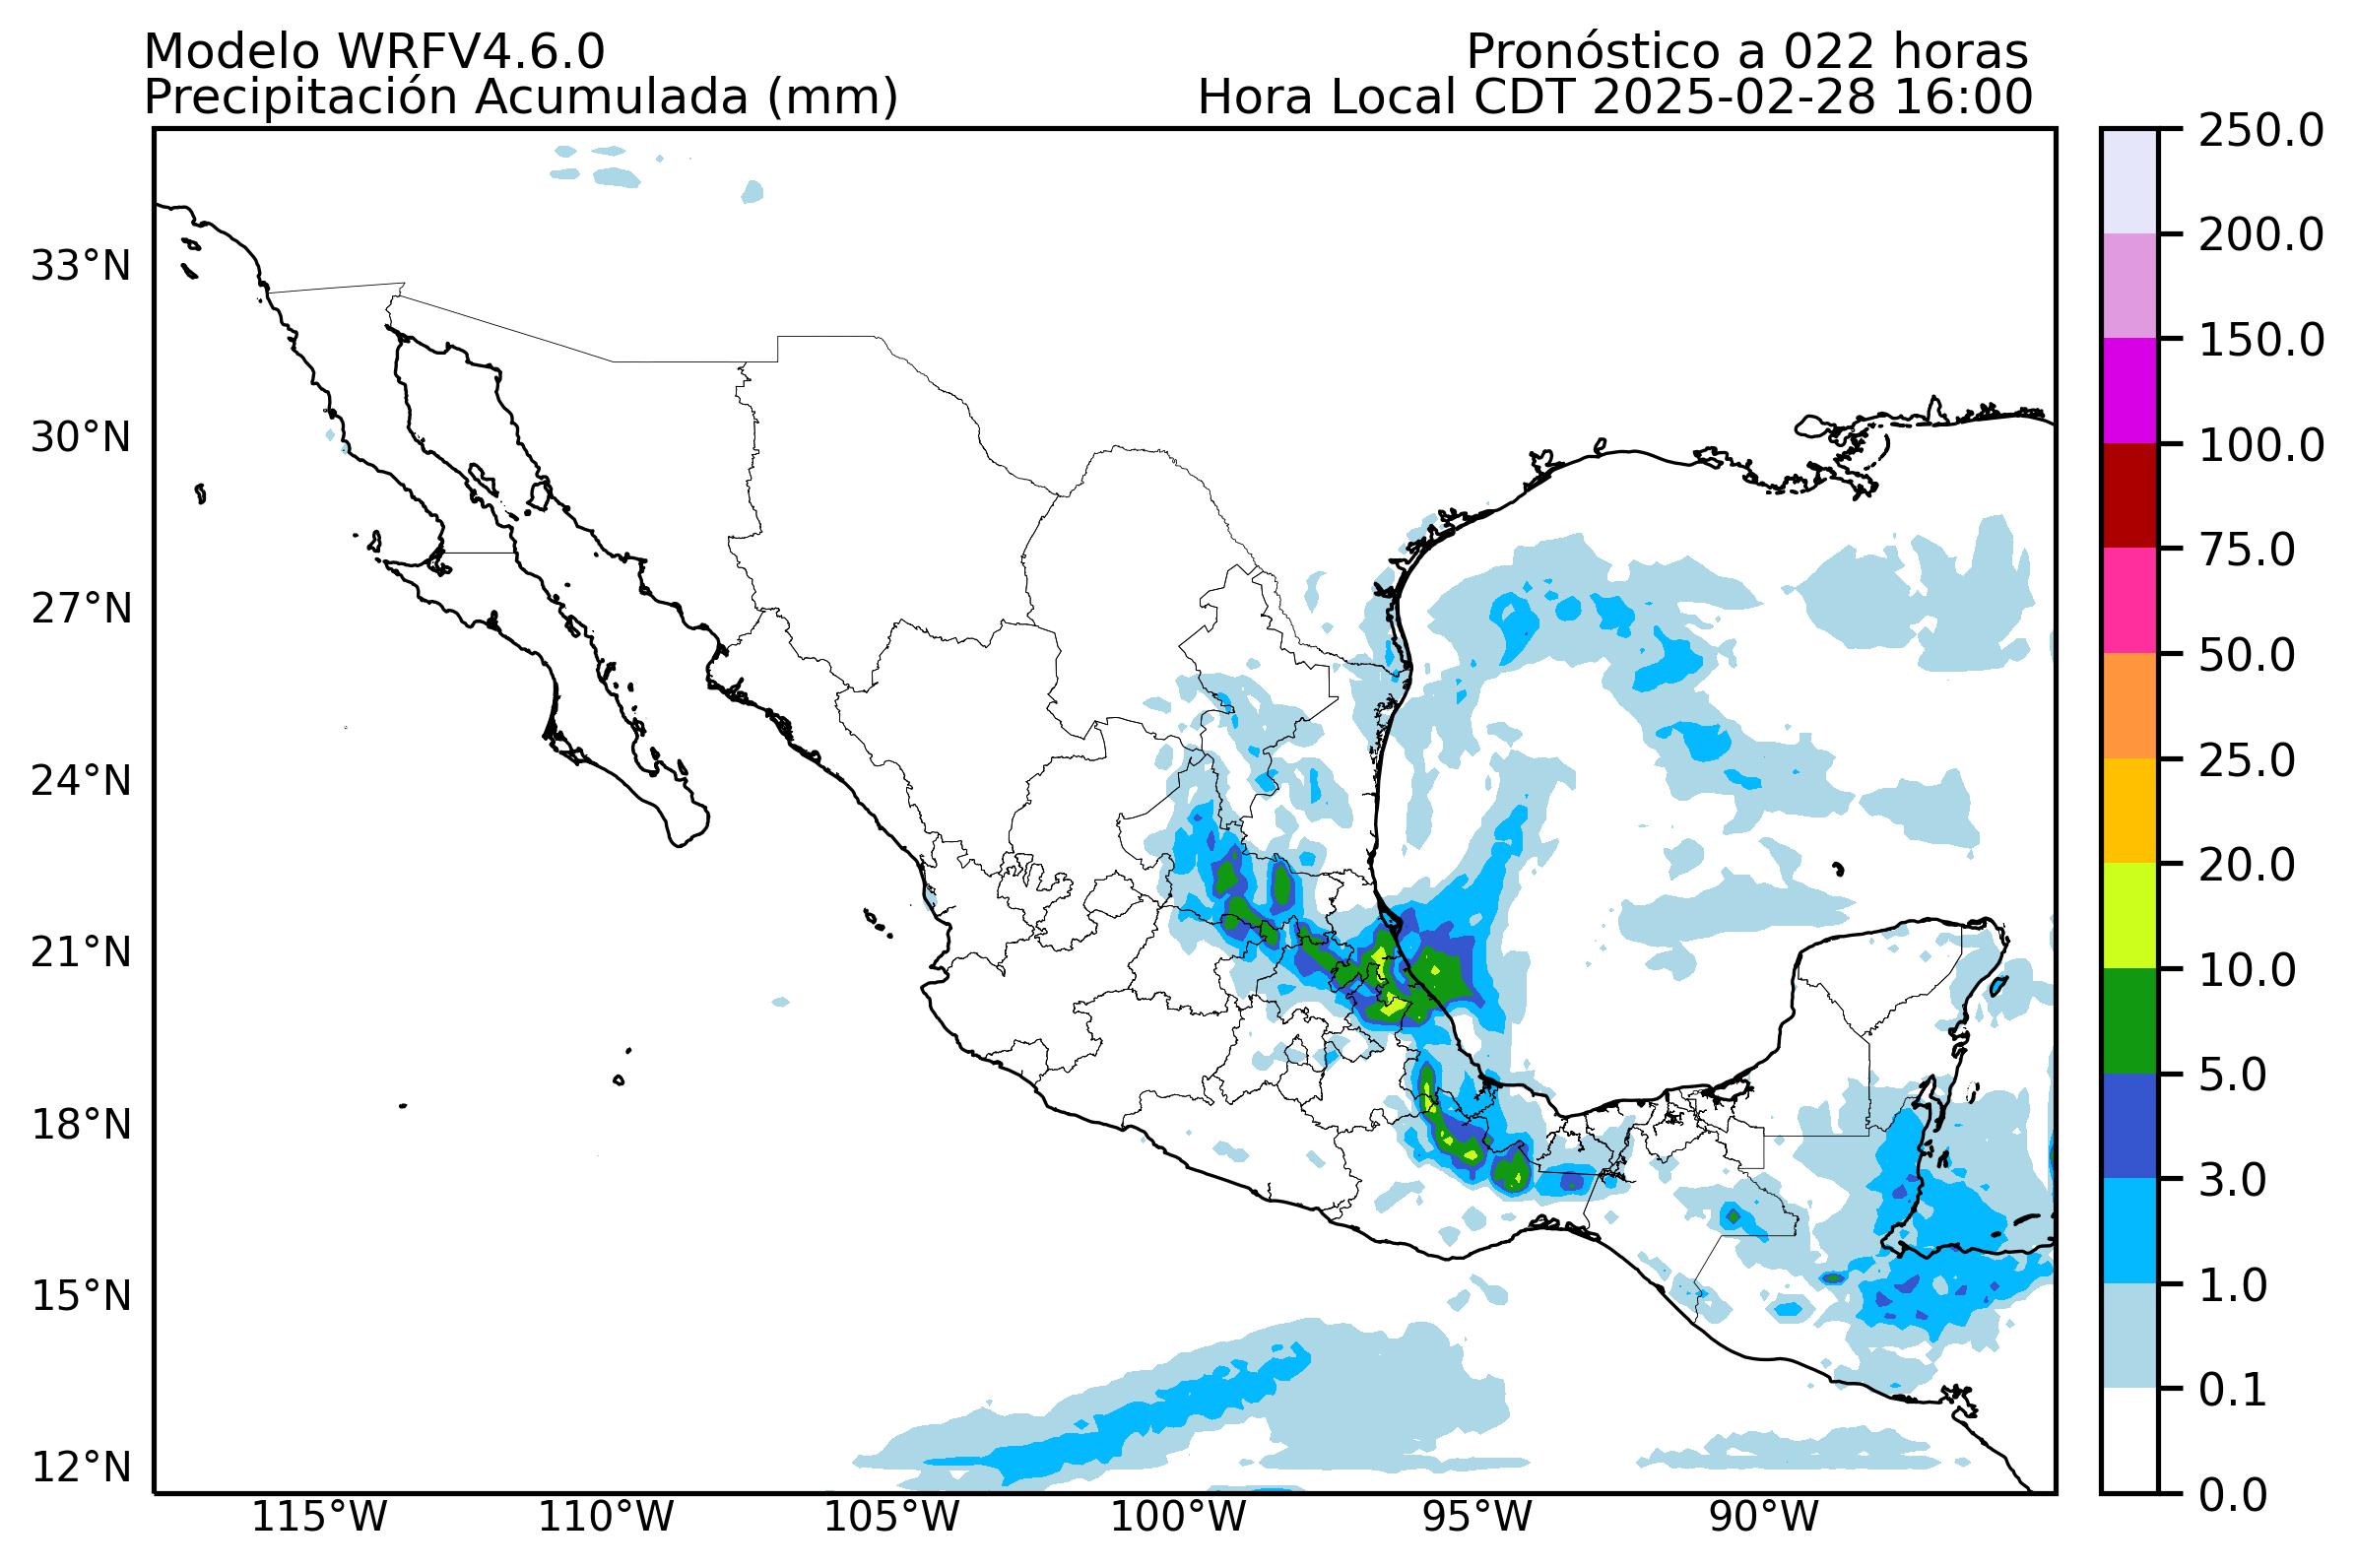 Modelo WRFV4.6.0
Pronóstico a 022 horas
Precipitación Acumulada (mm)
Hora Local CDT 2025-02-28 16:00
33°N
30°N
27°N
24°N
21°N
18°N
15°N
12°N
115°W
110°W
105°W
100°W
95°W
90°W
250.0
200.0
150.0
100.0
75.0
50.0
25.0
20.0
10.0
5.0
3.0
1.0
0.1
0.0